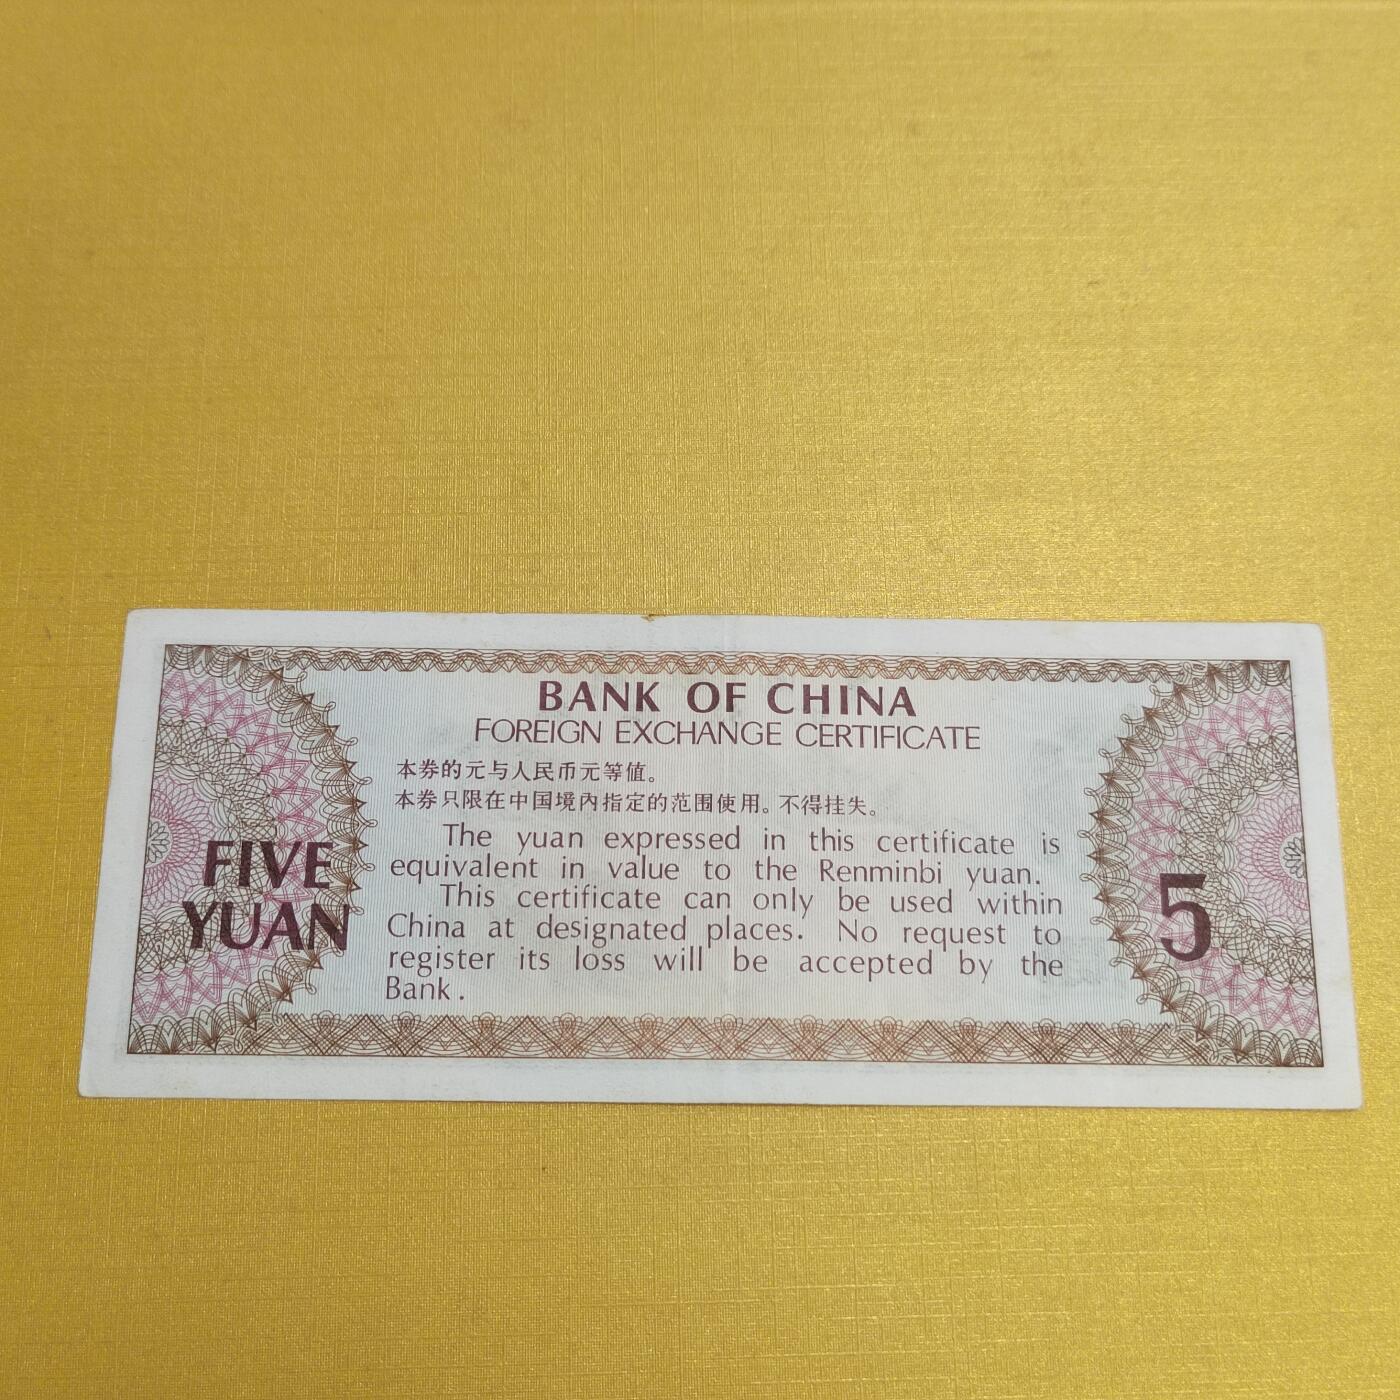 BANK OF CHINA
FOREIGN EXCHANGE CERTIFICATE
本券的元与人民币元等值。
本券只限在中国境内指定的范围使用。不得挂失。
The yuan expressed in this certificate is
equivalent in value to the Renminbi yuan.
This certificate can only be used within
China at designated places. No request to
register its loss will be accepted by the
Bank.
FIVE
YUAN
5